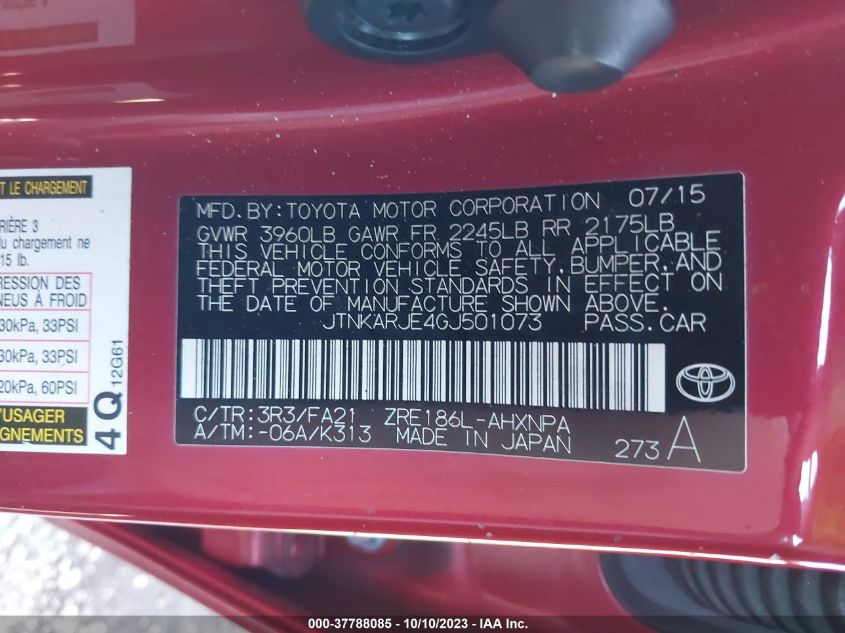 T LE CHARGEMENT
RIÈRE 3
du chargement ne
15 lb.
RESSION DES
NEUS À FROID
30kPa, 33PSI
30kPa, 33PSI
20kPa, 60PSI
'USAGER
GNEMENTS
4 Q 12G61
MFD.BY:TOYOTA MOTOR CORPORATION 07/15
GVWR 3960LB GAWR FR 2245LB RR 2175LB
THIS VEHICLE CONFORMS TO ALL APPLICABLE
FEDERAL MOTOR VEHICLE SAFETY,BUMPER,AND
THEFT PREVENTION STANDARDS IN EFFECT ON
THE DATE OF MANUFACTURE SHOWN ABOVE.
JTNKARJE4GJ501073 PASS.CAR
C/TR:3R3/FA21 ZRE186L-AHXNPA
A/TM:-06A/K313 MADE IN JAPAN 273 A
000-37788085 - 10/10/2023 - IAA Inc.